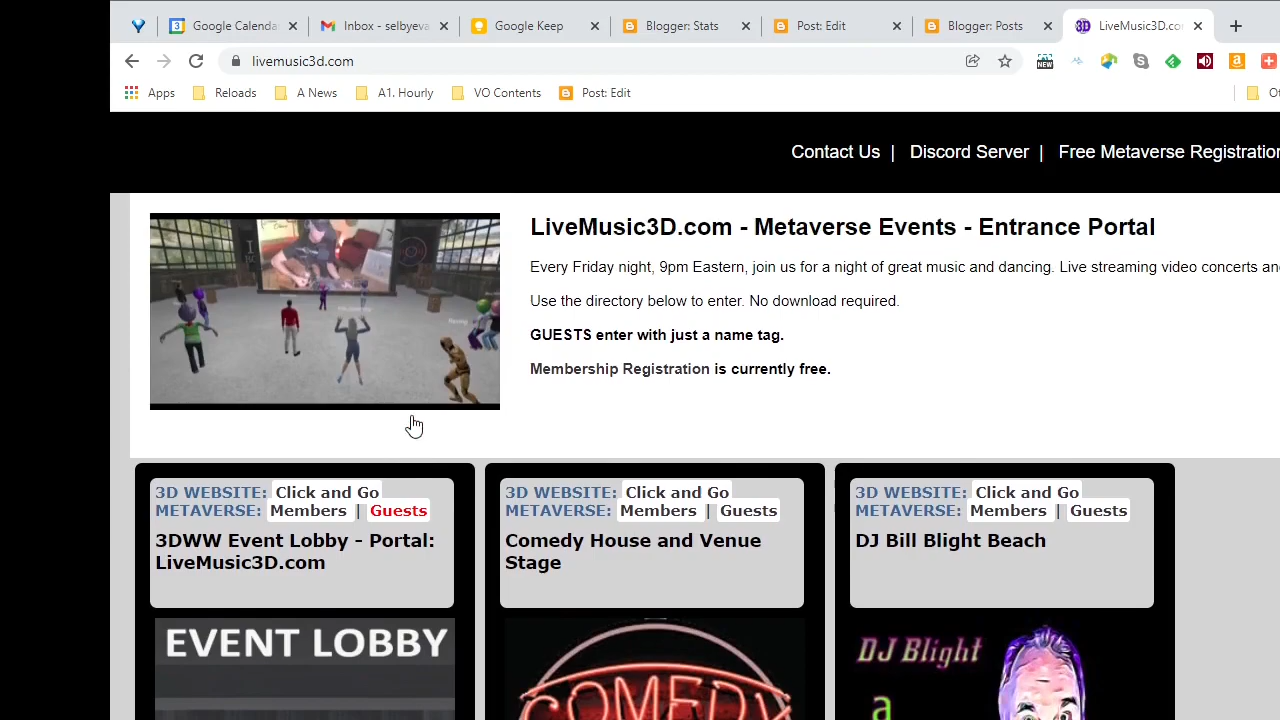 Google Calenda
Inbox - selbyeva
Google Keep
Blogger: Stats
Post: Edit
Blogger: Posts
LiveMusic3D.co
livemusic3d.com
NEW
Apps
Reloads
A News
A1. Hourly
VO Contents
Post: Edit
Ot
Contact Us | Discord Server | Free Metaverse Registration
LiveMusic3D.com - Metaverse Events - Entrance Portal
Every Friday night, 9pm Eastern, join us for a night of great music and dancing. Live streaming video concerts and
Use the directory below to enter. No download required.
GUESTS enter with just a name tag.
Membership Registration is currently free.
3D WEBSITE: Click and Go
METAVERSE: Members | Guests
3DWW Event Lobby - Portal:
LiveMusic3D.com
EVENT LOBBY
3D WEBSITE: Click and Go
METAVERSE: Members | Guests
Comedy House and Venue
Stage
COMEDY
3D WEBSITE: Click and Go
METAVERSE: Members | Guests
DJ Bill Blight Beach
DJ Blight
a